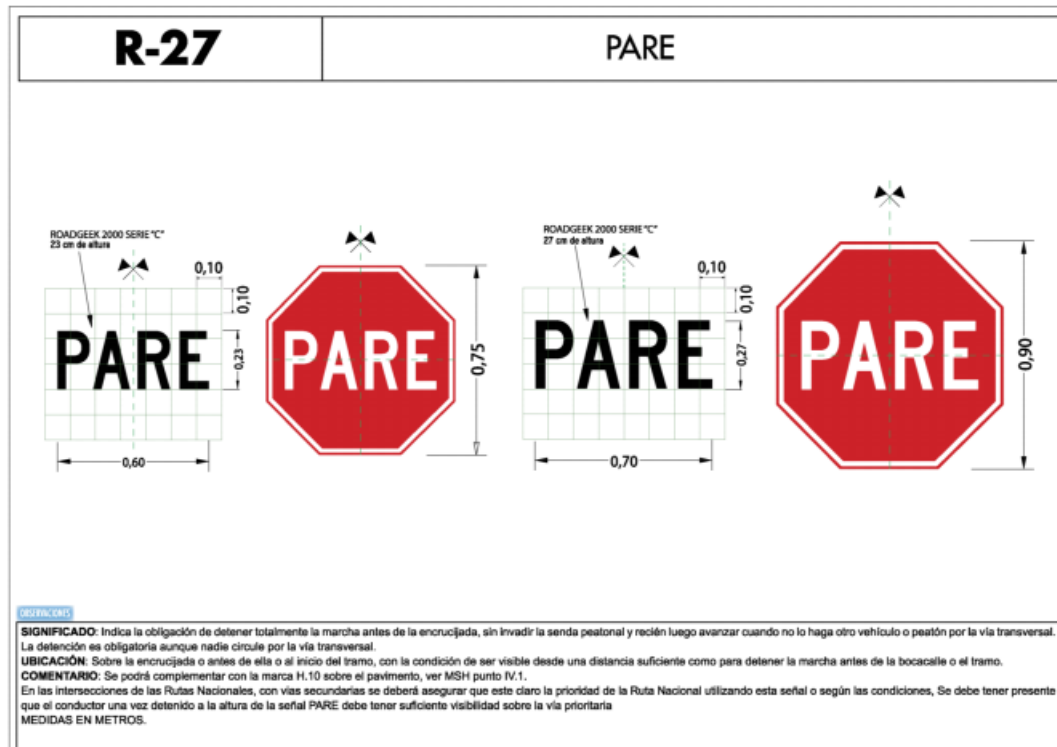 R-27
PARE
ROADGEEK 2000 SERIE "C"
23 cm de altura
0,10
0,10
PARE
0,23
0,60
PARE
0,75
ROADGEEK 2000 SERIE "C"
27 cm de altura
0,10
0,10
PARE
0,27
0,70
PARE
0,90
OBSERVACIONES
SIGNIFICADO: Indica la obligación de detener totalmente la marcha antes de la encrucijada, sin invadir la senda peatonal y recién luego avanzar cuando no lo haga otro vehículo o peatón por la vía transversal.
La detención es obligatoria aunque nadie circule por la vía transversal.
UBICACIÓN: Sobre la encrucijada o antes de ella o al inicio del tramo, con la condición de ser visible desde una distancia suficiente como para detener la marcha antes de la bocacalle o el tramo.
COMENTARIO: Se podrá complementar con la marca H.10 sobre el pavimento, ver MSH punto IV.1.
En las intersecciones de las Rutas Nacionales, con vias secundarias se deberá asegurar que este claro la prioridad de la Ruta Nacional utilizando esta señal o según las condiciones, Se debe tener presente
que el conductor una vez detenido a la altura de la señal PARE debe tener suficiente visibilidad sobre la vía prioritaria
MEDIDAS EN METROS.